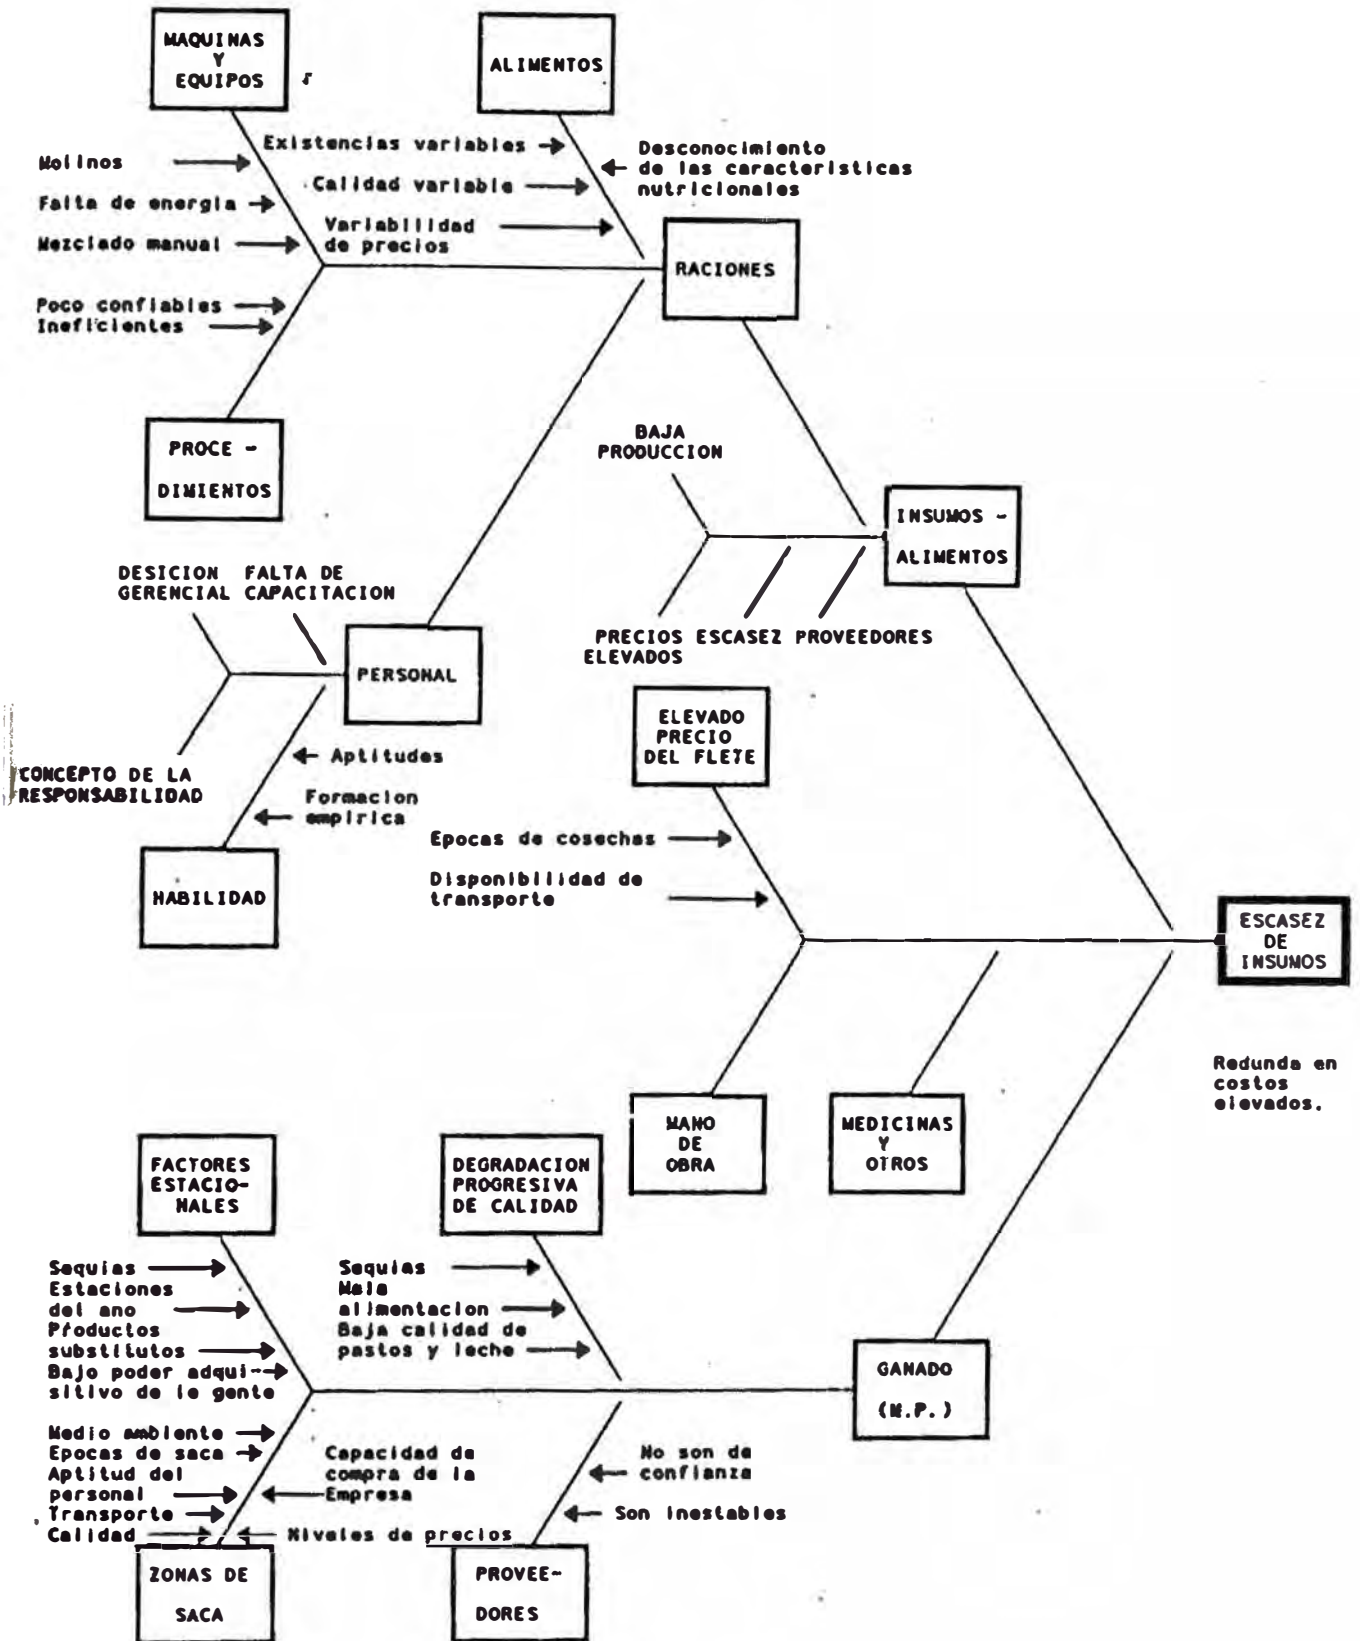 MAQUINAS
Y
EQUIPOS
ALIMENTOS
Existencias variables
Desconocimiento
de las caracteristicas
nutricionales
Molinos
Calidad variable
Falta de energia
Variabilidad
de precios
Mezclado manual
RACIONES
Poco confiables
Ineficientes
PROCE -
DIMIENTOS
BAJA
PRODUCCION
INSUMOS -
ALIMENTOS
DESICION
GERENCIAL
FALTA DE
CAPACITACION
PRECIOS
ELEVADOS
ESCASEZ
PROVEEDORES
PERSONAL
ELEVADO
PRECIO
DEL FLETE
CONCEPTO DE LA
RESPONSABILIDAD
Aptitudes
Formacion
empirica
Epocas de cosechas
Disponibilidad de
transporte
HABILIDAD
ESCASEZ
DE
INSUMOS
Redunda en
costos
elevados.
MANO
DE
OBRA
MEDICINAS
Y
OTROS
FACTORES
ESTACIO-
NALES
DEGRADACION
PROGRESIVA
DE CALIDAD
Sequias
Estaciones
del ano
Productos
substitutos
Bajo poder adqui-
sitivo de la gente
Sequias
Mala
alimentacion
Baja calidad de
pastos y leche
GANADO
(M.P.)
Medio ambiente
Epocas de saca
Aptitud del
personal
Transporte
Calidad
Capacidad de
compra de la
Empresa
Niveles de precios
No son de
confianza
Son inestables
ZONAS DE
SACA
PROVEE-
DORES